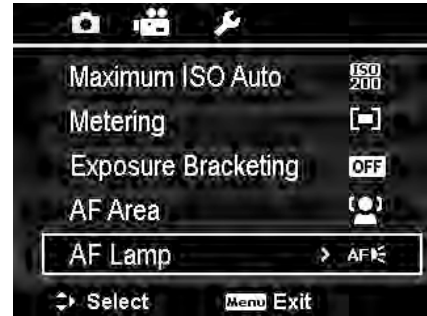 Maximum ISO Auto ISO 200
Metering
Exposure Bracketing OFF
AF Area
AF Lamp > AF
Select Menu Exit